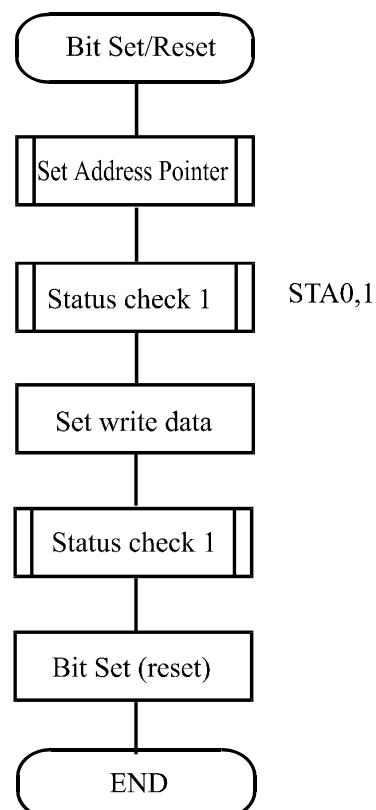 Bit Set/Reset
Set Address Pointer
Status check 1
STA0,1
Set write data
Status check 1
Bit Set (reset)
END